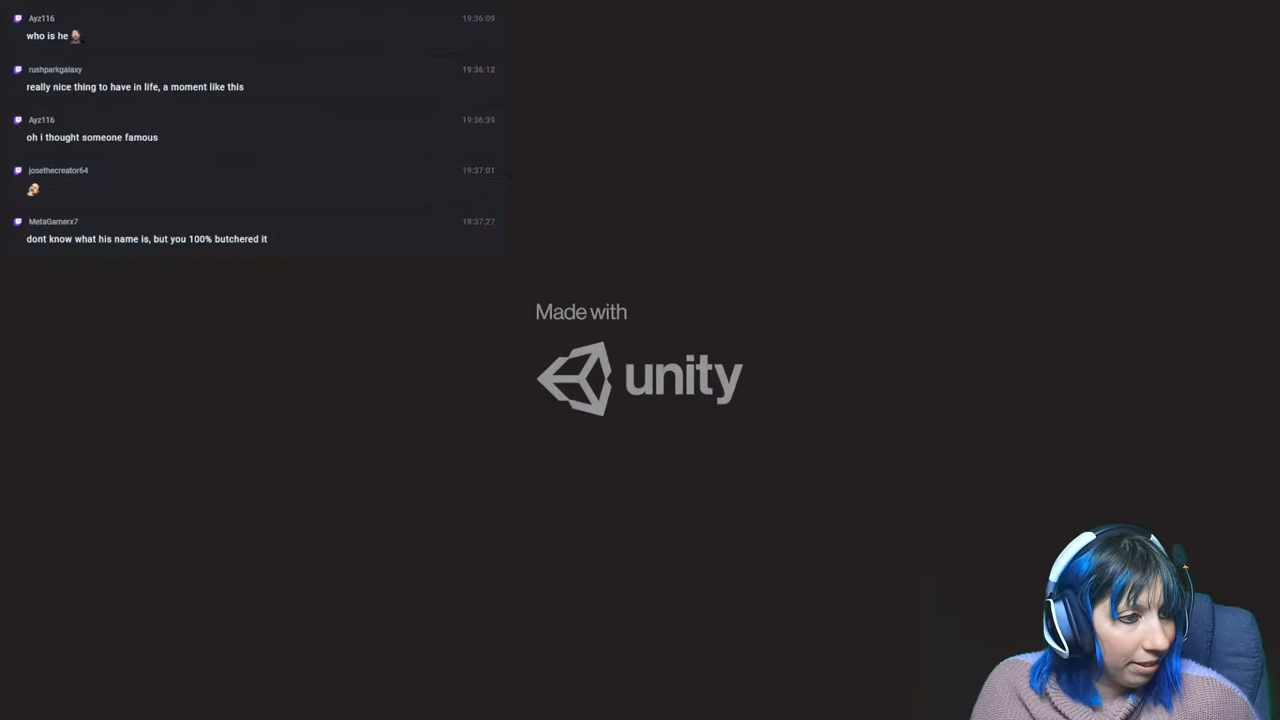 Ayz116 19:36:09
who is he
rushparkgalaxy 19:36:12
really nice thing to have in life, a moment like this
Ayz116 19:36:39
oh i thought someone famous
josethecreator64 19:37:01
MetaGamerx7 19:37:27
dont know what his name is, but you 100% butchered it
Made with
unity